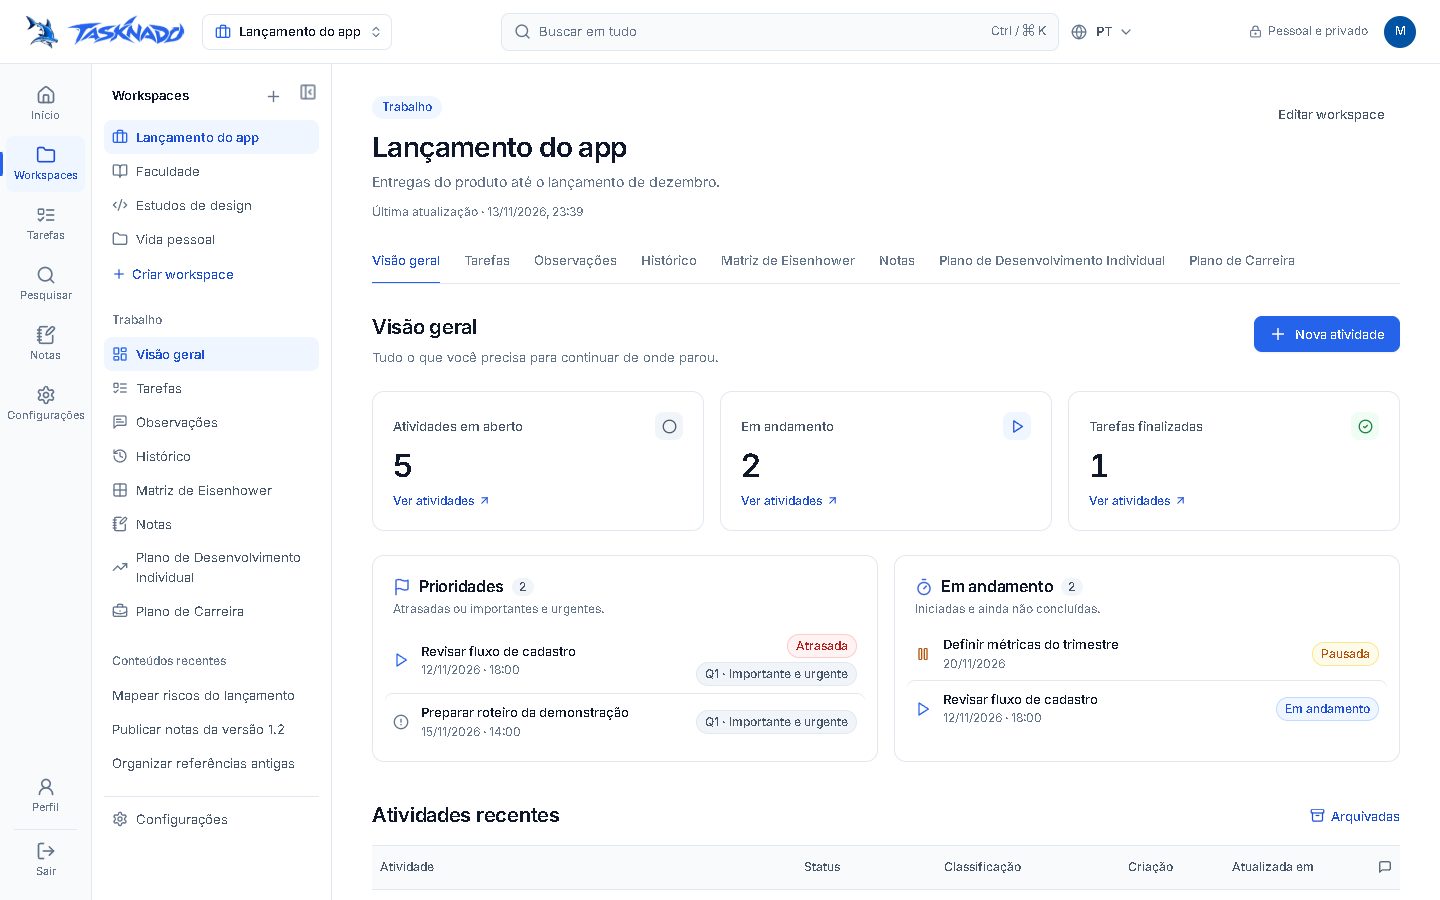 TASKNADO
Lançamento do app
Buscar em tudo
Ctrl / ⌘ K
PT
Pessoal e privado
M
Início
Workspaces
Tarefas
Pesquisar
Notas
Configurações
Perfil
Sair
Workspaces
Lançamento do app
Faculdade
Estudos de design
Vida pessoal
+ Criar workspace
Trabalho
Visão geral
Tarefas
Observações
Histórico
Matriz de Eisenhower
Notas
Plano de Desenvolvimento
Individual
Plano de Carreira
Conteúdos recentes
Mapear riscos do lançamento
Publicar notas da versão 1.2
Organizar referências antigas
Configurações
Trabalho
Editar workspace
Lançamento do app
Entregas do produto até o lançamento de dezembro.
Última atualização · 13/11/2026, 23:39
Visão geral Tarefas Observações Histórico Matriz de Eisenhower Notas Plano de Desenvolvimento Individual Plano de Carreira
Visão geral
+ Nova atividade
Tudo o que você precisa para continuar de onde parou.
Atividades em aberto
5
Ver atividades
Em andamento
2
Ver atividades
Tarefas finalizadas
1
Ver atividades
Prioridades 2
Atrasadas ou importantes e urgentes.
Revisar fluxo de cadastro
12/11/2026 · 18:00
Atrasada
Q1 · Importante e urgente
Preparar roteiro da demonstração
15/11/2026 · 14:00
Q1 · Importante e urgente
Em andamento 2
Iniciadas e ainda não concluídas.
Definir métricas do trimestre
20/11/2026
Pausada
Revisar fluxo de cadastro
12/11/2026 · 18:00
Em andamento
Atividades recentes
Arquivadas
Atividade Status Classificação Criação Atualizada em